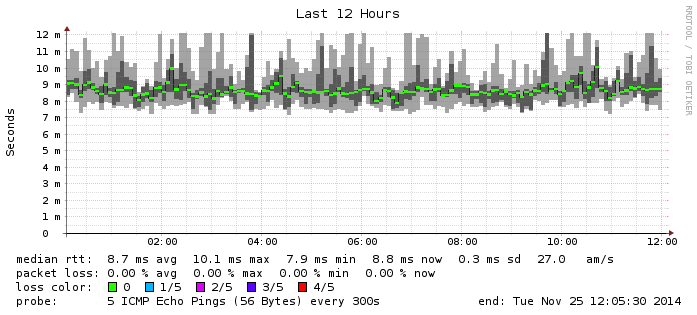 Last 12 Hours
RRDTOOL / TOBI OETIKER
Seconds
12 m
11 m
10 m
9 m
8 m
7 m
6 m
5 m
4 m
3 m
2 m
1 m
0
02:00 04:00 06:00 08:00 10:00 12:00
median rtt: 8.7 ms avg 10.1 ms max 7.9 ms min 8.8 ms now 0.3 ms sd 27.0 am/s
packet loss: 0.00 % avg 0.00 % max 0.00 % min 0.00 % now
loss color: 0 1/5 2/5 3/5 4/5
probe: 5 ICMP Echo Pings (56 Bytes) every 300s end: Tue Nov 25 12:05:30 2014